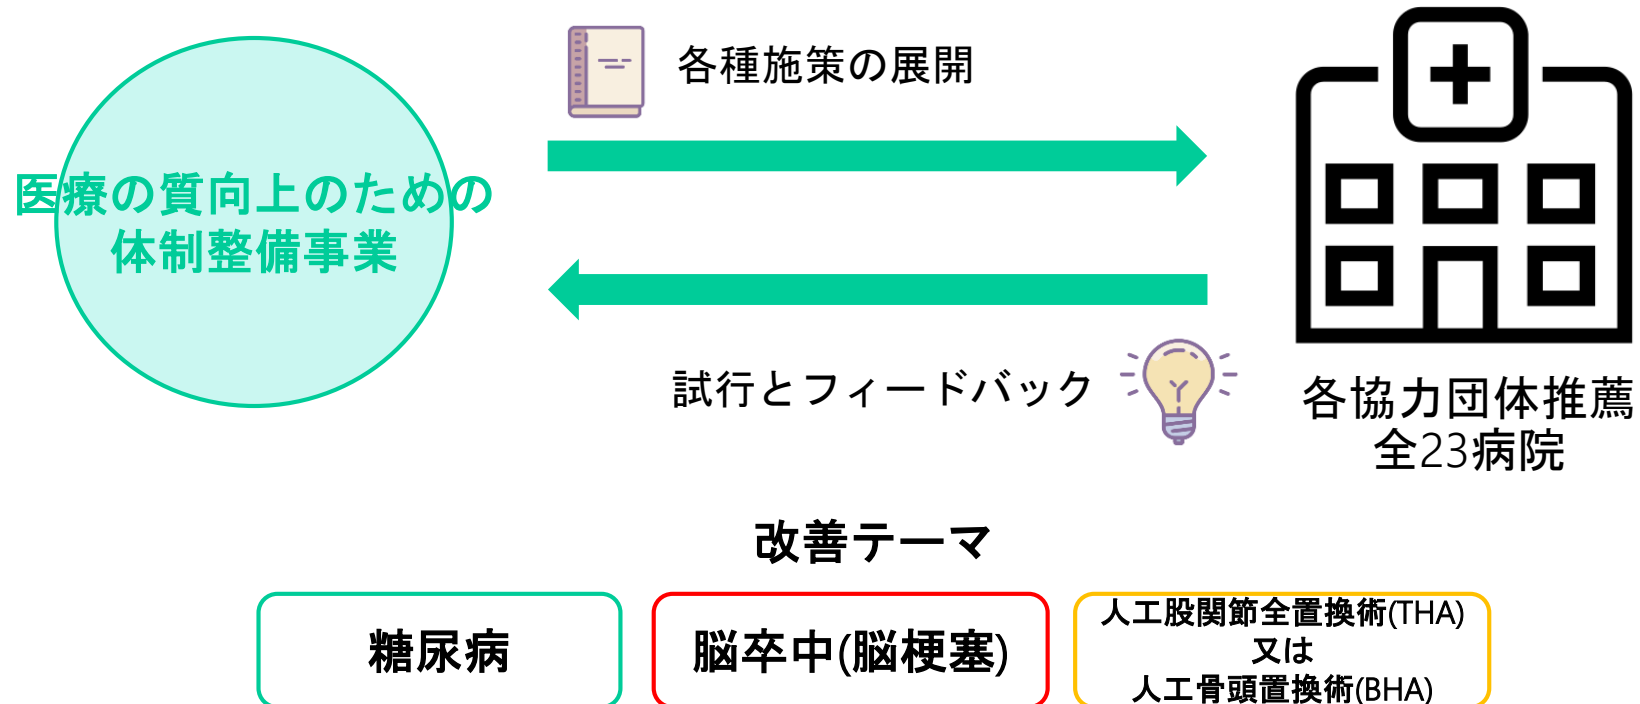 各種施策の展開
医療の質向上のための
体制整備事業
試行とフィードバック
各協力団体推薦
全23病院
改善テーマ
糖尿病
脳卒中(脳梗塞)
人工股関節全置換術(THA)
又は
人工骨頭置換術(BHA)